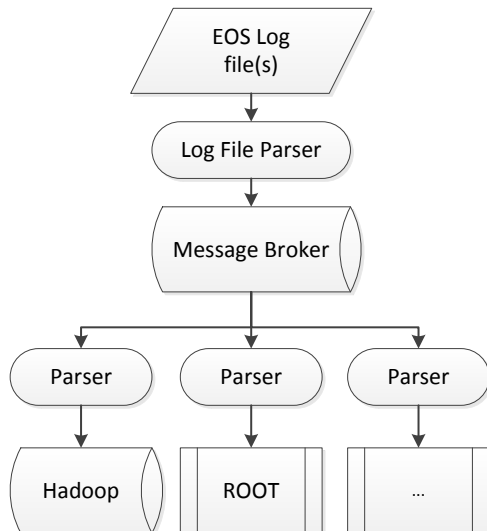 EOS Log
file(s)
Log File Parser
Message Broker
Parser
Parser
Parser
Hadoop
ROOT
...